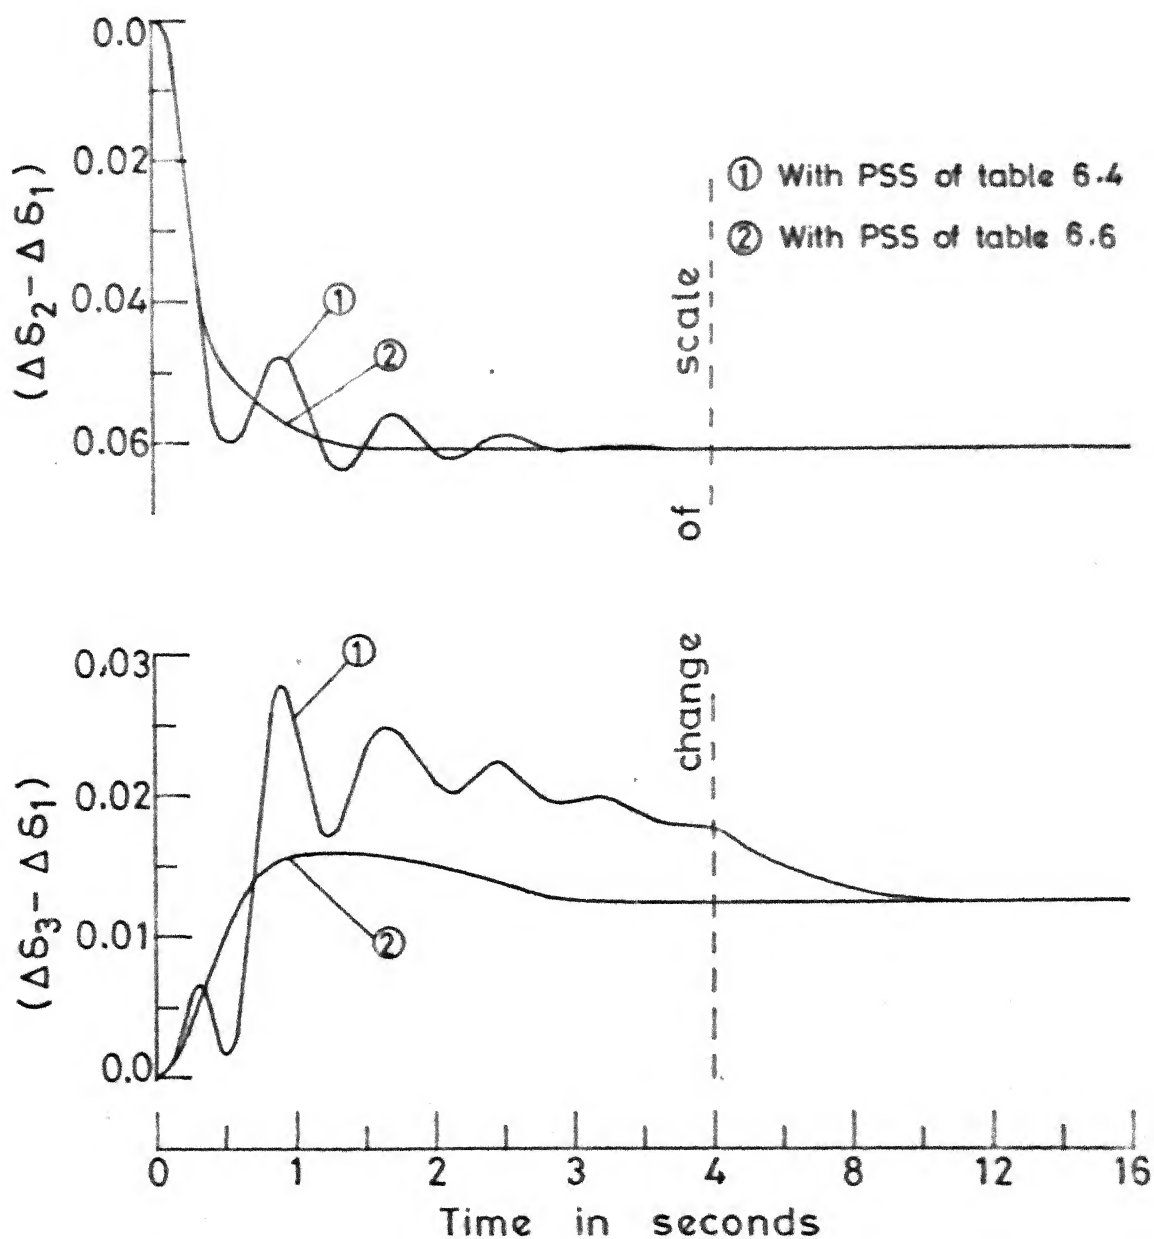 0.0
0.02
0.04
0.06
(Δδ₂ − Δδ₁)
①
②
① With PSS of table 6.4
② With PSS of table 6.6
change of scale
0.03
0.02
0.01
0.0
(Δδ₃ − Δδ₁)
①
②
0 1 2 3 4 8 12 16
Time in seconds